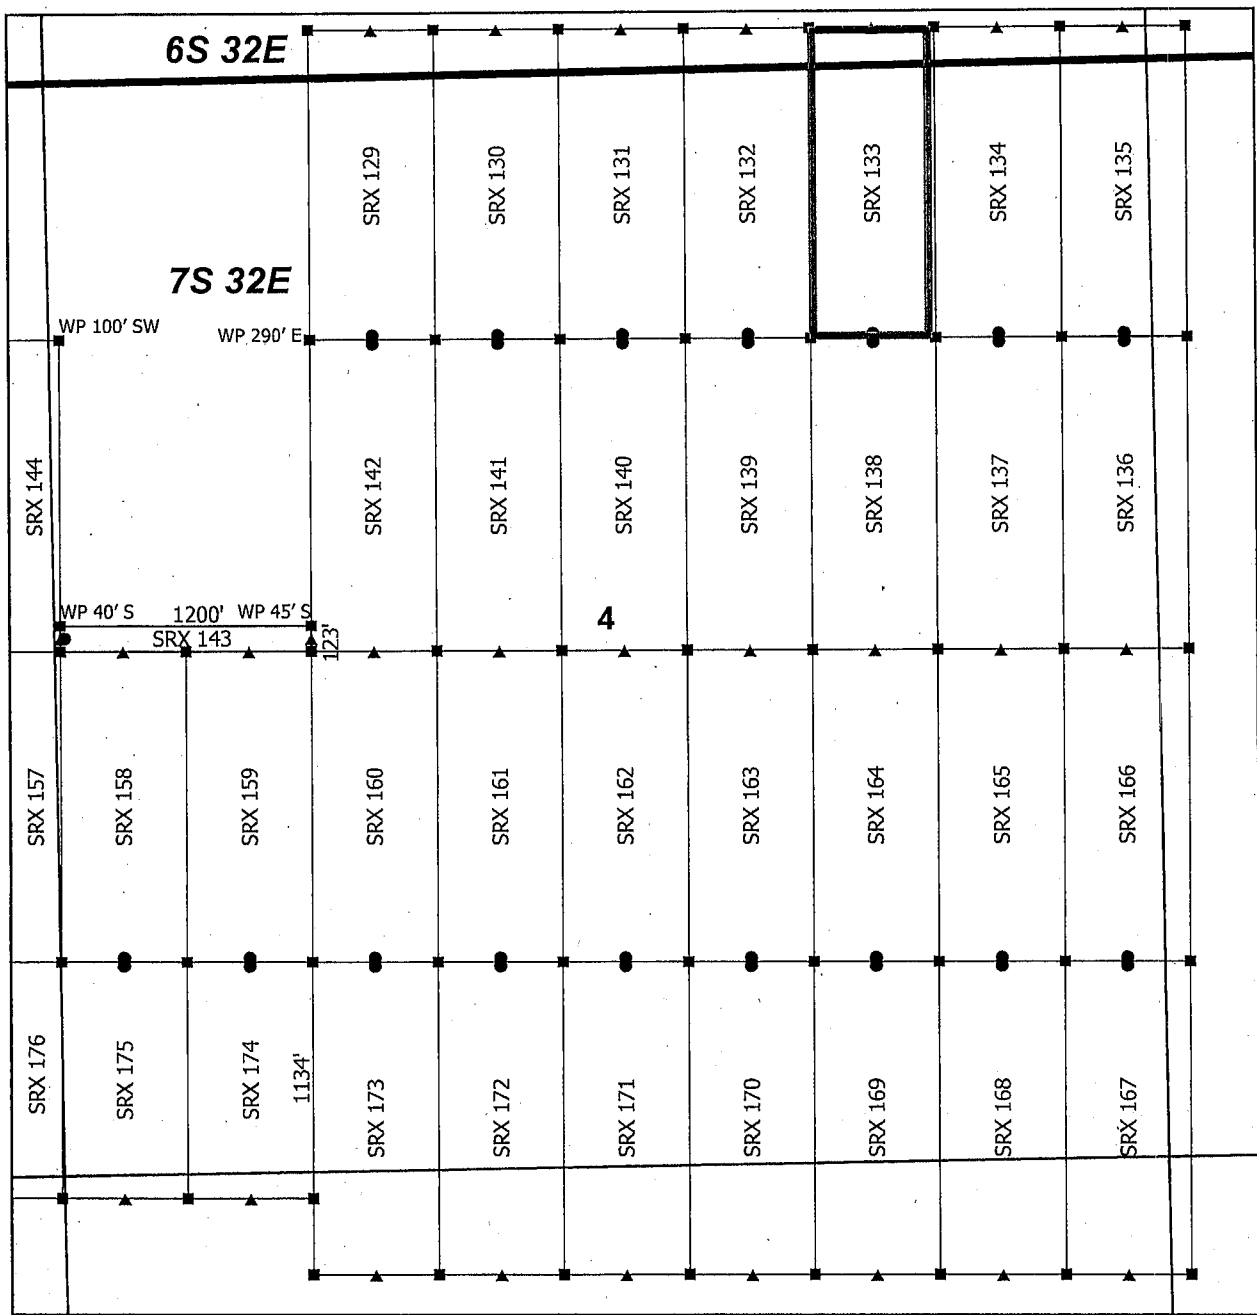 6S 32E
SRX 129
SRX 130
SRX 131
SRX 132
SRX 133
SRX 134
SRX 135
7S 32E
WP 100' SW
WP 290' E
SRX 144
SRX 142
SRX 141
SRX 140
SRX 139
SRX 138
SRX 137
SRX 136
WP 40' S
1200'
WP 45' S
SRX 143
123'
4
SRX 157
SRX 158
SRX 159
SRX 160
SRX 161
SRX 162
SRX 163
SRX 164
SRX 165
SRX 166
SRX 176
SRX 175
SRX 174
1134'
SRX 173
SRX 172
SRX 171
SRX 170
SRX 169
SRX 168
SRX 167